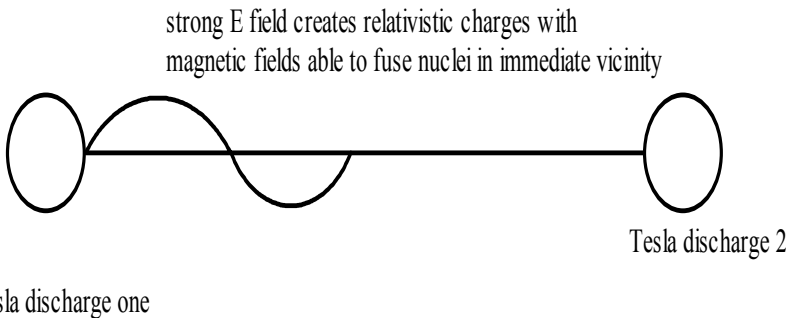 strong E field creates relativistic charges with
magnetic fields able to fuse nuclei in immediate vicinity
Tesla discharge 2
sla discharge one